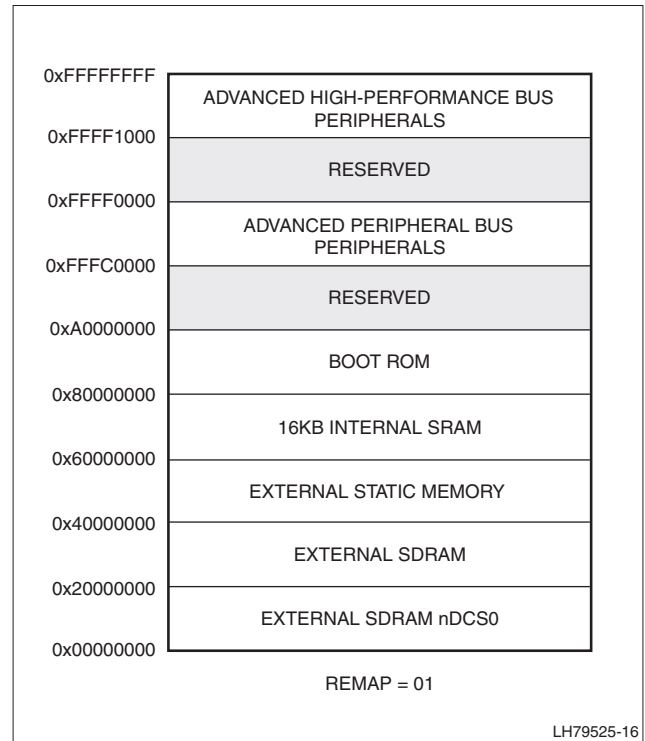 0xFFFFFFFF
ADVANCED HIGH-PERFORMANCE BUS
PERIPHERALS
0xFFFF1000
RESERVED
0xFFFF0000
ADVANCED PERIPHERAL BUS
PERIPHERALS
0xFFFC0000
RESERVED
0xA0000000
BOOT ROM
0x80000000
16KB INTERNAL SRAM
0x60000000
EXTERNAL STATIC MEMORY
0x40000000
EXTERNAL SDRAM
0x20000000
EXTERNAL SDRAM nDCS0
0x00000000
REMAP = 01
LH79525-16